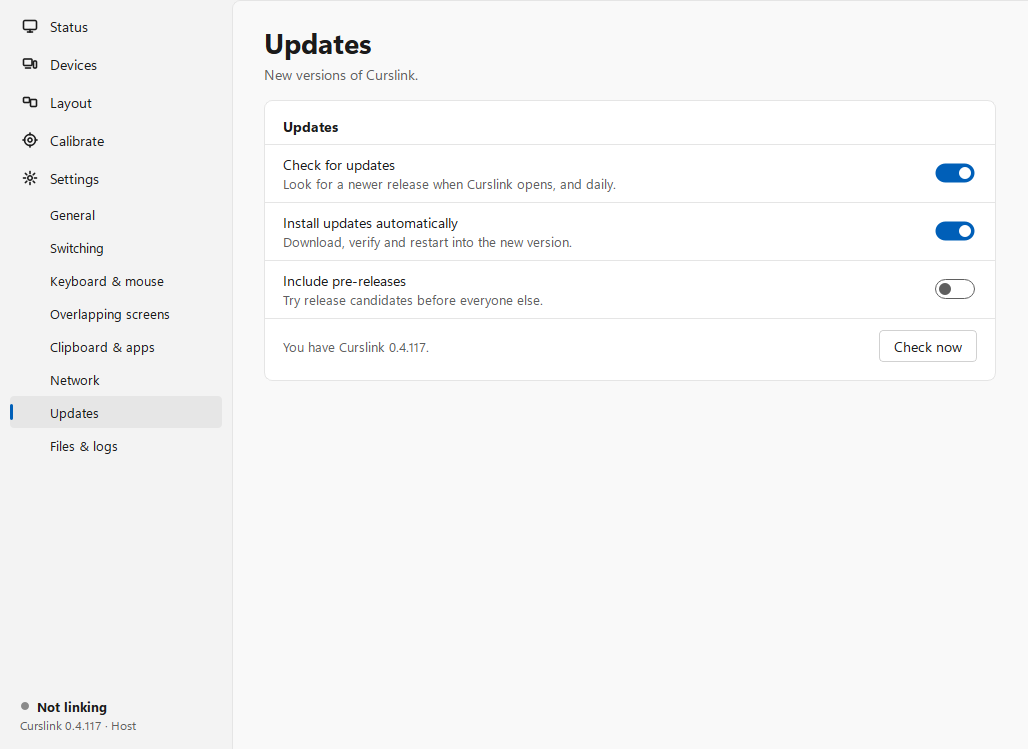 Status
Devices
Layout
Calibrate
Settings
General
Switching
Keyboard & mouse
Overlapping screens
Clipboard & apps
Network
Updates
Files & logs
Not linking
Curslink 0.4.117 · Host
Updates
New versions of Curslink.
Updates
Check for updates
Look for a newer release when Curslink opens, and daily.
Install updates automatically
Download, verify and restart into the new version.
Include pre-releases
Try release candidates before everyone else.
You have Curslink 0.4.117.
Check now